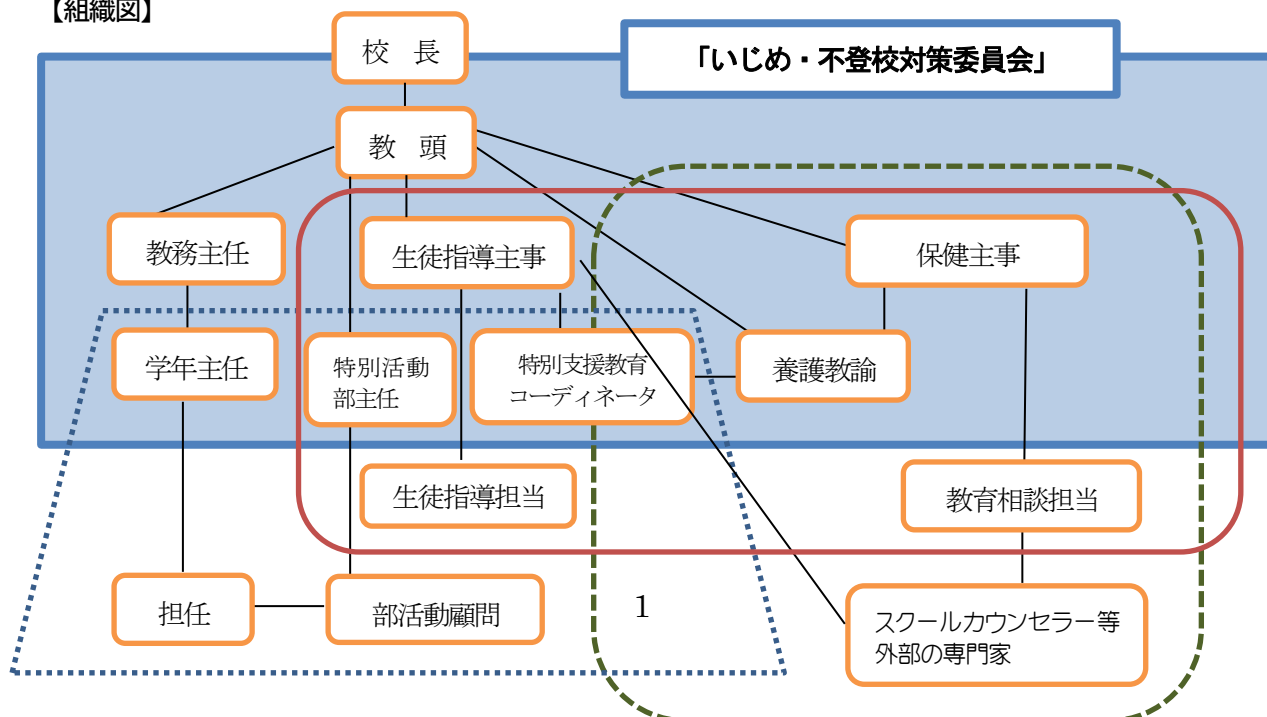 【組織図】
校 長
「いじめ・不登校対策委員会」
教 頭
教務主任
生徒指導主事
保健主事
学年主任
特別活動
部主任
特別支援教育
コーディネータ
養護教諭
生徒指導担当
教育相談担当
担任
部活動顧問
1
スクールカウンセラー等
外部の専門家